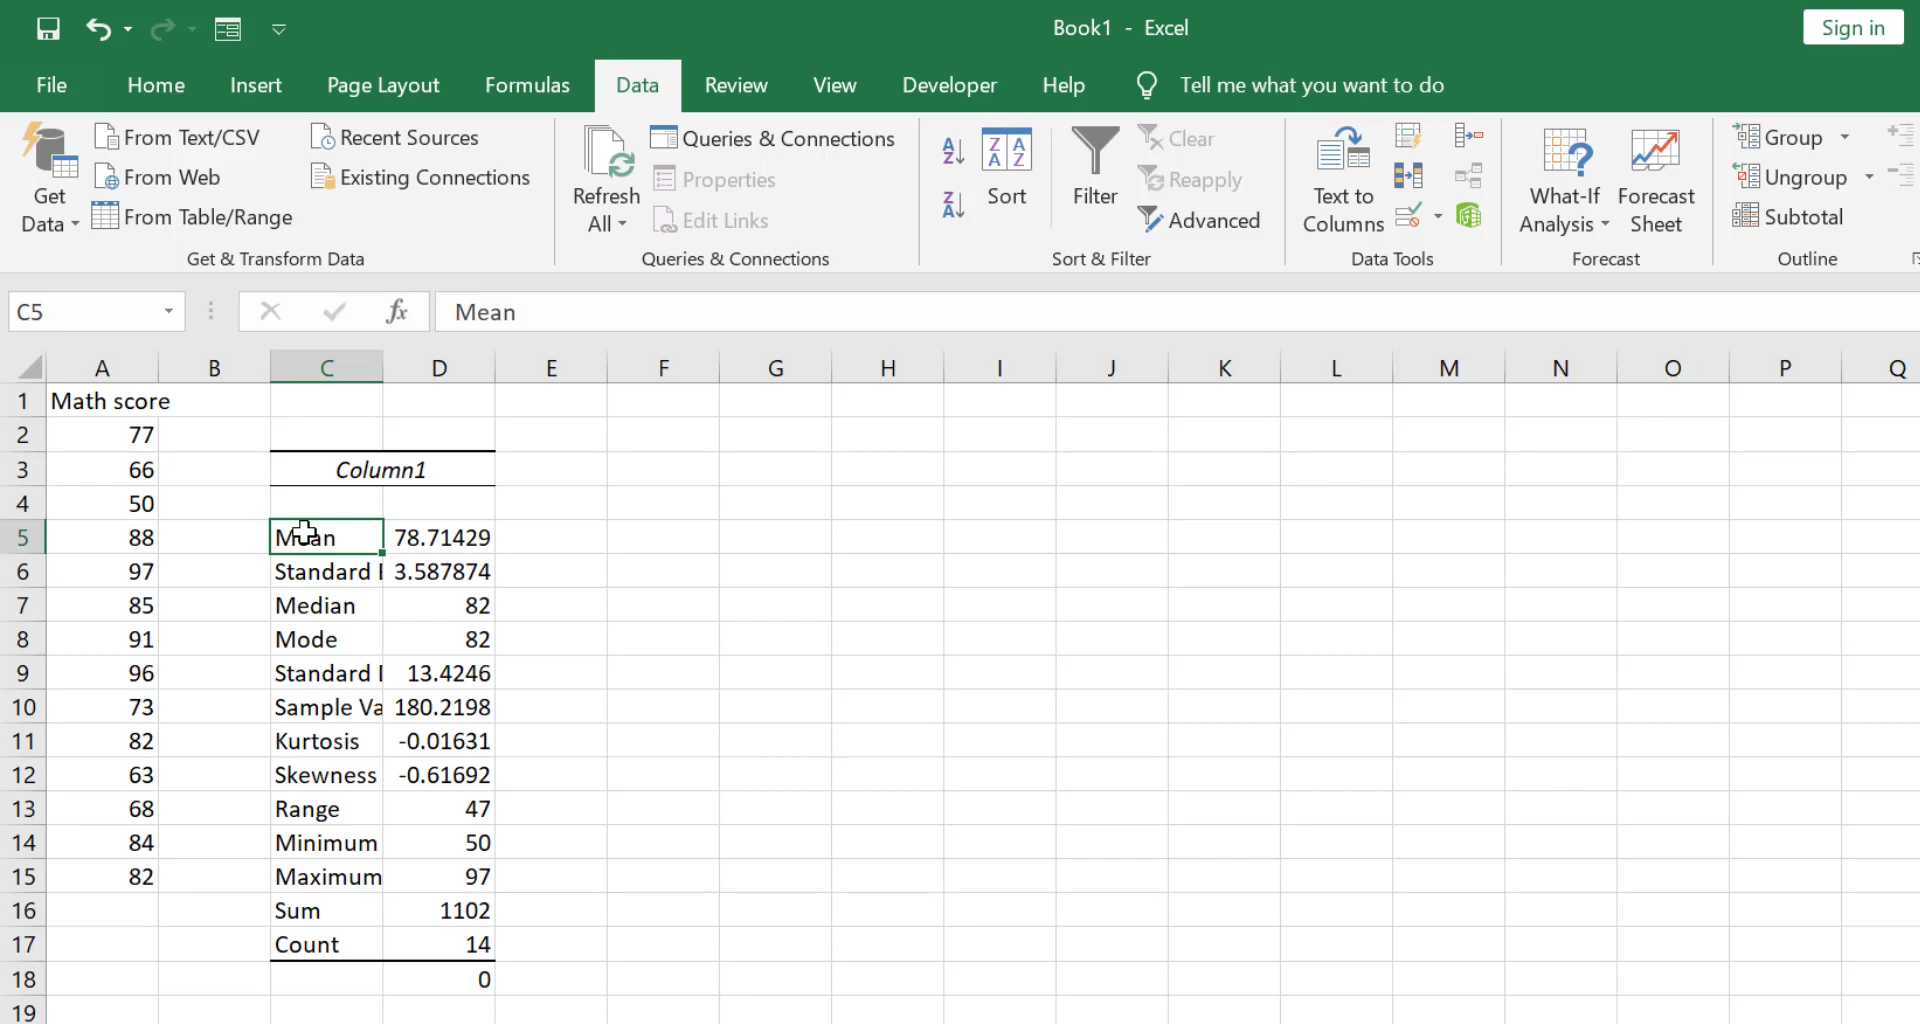 Book1 - Excel
Sign in
File Home Insert Page Layout Formulas Data Review View Developer Help Tell me what you want to do
Get Data
From Text/CSV
From Web
From Table/Range
Recent Sources
Existing Connections
Get & Transform Data
Refresh All
Queries & Connections
Properties
Edit Links
Queries & Connections
Sort
Filter
Clear
Reapply
Advanced
Sort & Filter
Text to Columns
Data Tools
What-If Analysis
Forecast Sheet
Forecast
Group
Ungroup
Subtotal
Outline
C5 fx Mean
A B C D E F G H I J K L M N O P Q
1 Math score
2 77
3 66 Column1
4 50
5 88 Mean 78.71429
6 97 Standard 3.587874
7 85 Median 82
8 91 Mode 82
9 96 Standard 13.4246
10 73 Sample Va 180.2198
11 82 Kurtosis -0.01631
12 63 Skewness -0.61692
13 68 Range 47
14 84 Minimum 50
15 82 Maximum 97
16 Sum 1102
17 Count 14
18 0
19